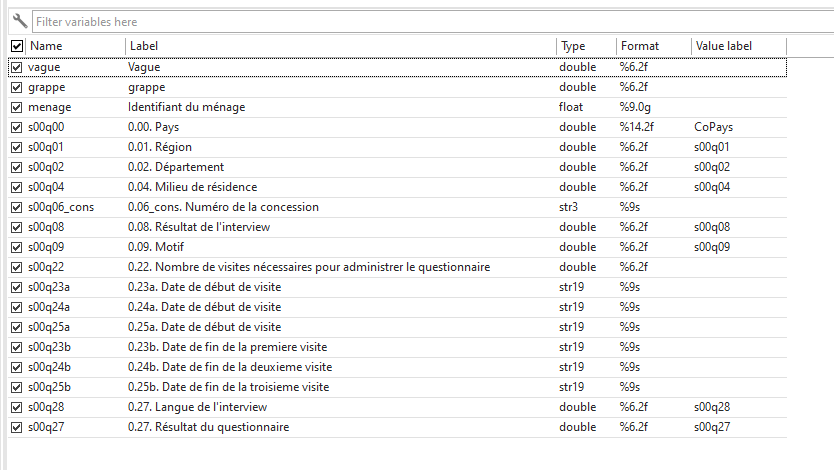 Filter variables here
Name Label Type Format Value label
vague Vague double %6.2f
grappe grappe double %6.2f
menage Identifiant du ménage float %9.0g
s00q00 0.00. Pays double %14.2f CoPays
s00q01 0.01. Région double %6.2f s00q01
s00q02 0.02. Département double %6.2f s00q02
s00q04 0.04. Milieu de résidence double %6.2f s00q04
s00q06_cons 0.06_cons. Numéro de la concession str3 %9s
s00q08 0.08. Résultat de l'interview double %6.2f s00q08
s00q09 0.09. Motif double %6.2f s00q09
s00q22 0.22. Nombre de visites nécessaires pour administrer le questionnaire double %6.2f
s00q23a 0.23a. Date de début de visite str19 %9s
s00q24a 0.24a. Date de début de visite str19 %9s
s00q25a 0.25a. Date de début de visite str19 %9s
s00q23b 0.23b. Date de fin de la premiere visite str19 %9s
s00q24b 0.24b. Date de fin de la deuxieme visite str19 %9s
s00q25b 0.25b. Date de fin de la troisieme visite str19 %9s
s00q28 0.27. Langue de l'interview double %6.2f s00q28
s00q27 0.27. Résultat du questionnaire double %6.2f s00q27